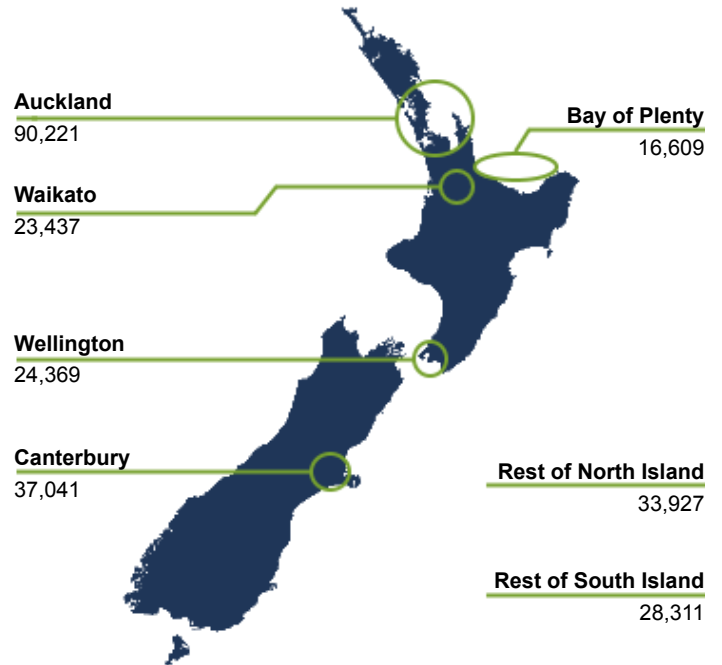 Auckland
90,221
Bay of Plenty
16,609
Waikato
23,437
Wellington
24,369
Canterbury
37,041
Rest of North Island
33,927
Rest of South Island
28,311